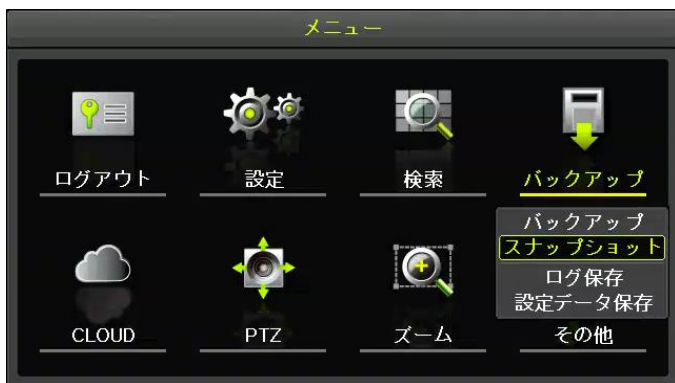 メニュー
ログアウト
設定
検索
バックアップ
バックアップ
スナップショット
ログ保存
設定データ保存
CLOUD
PTZ
ズーム
その他